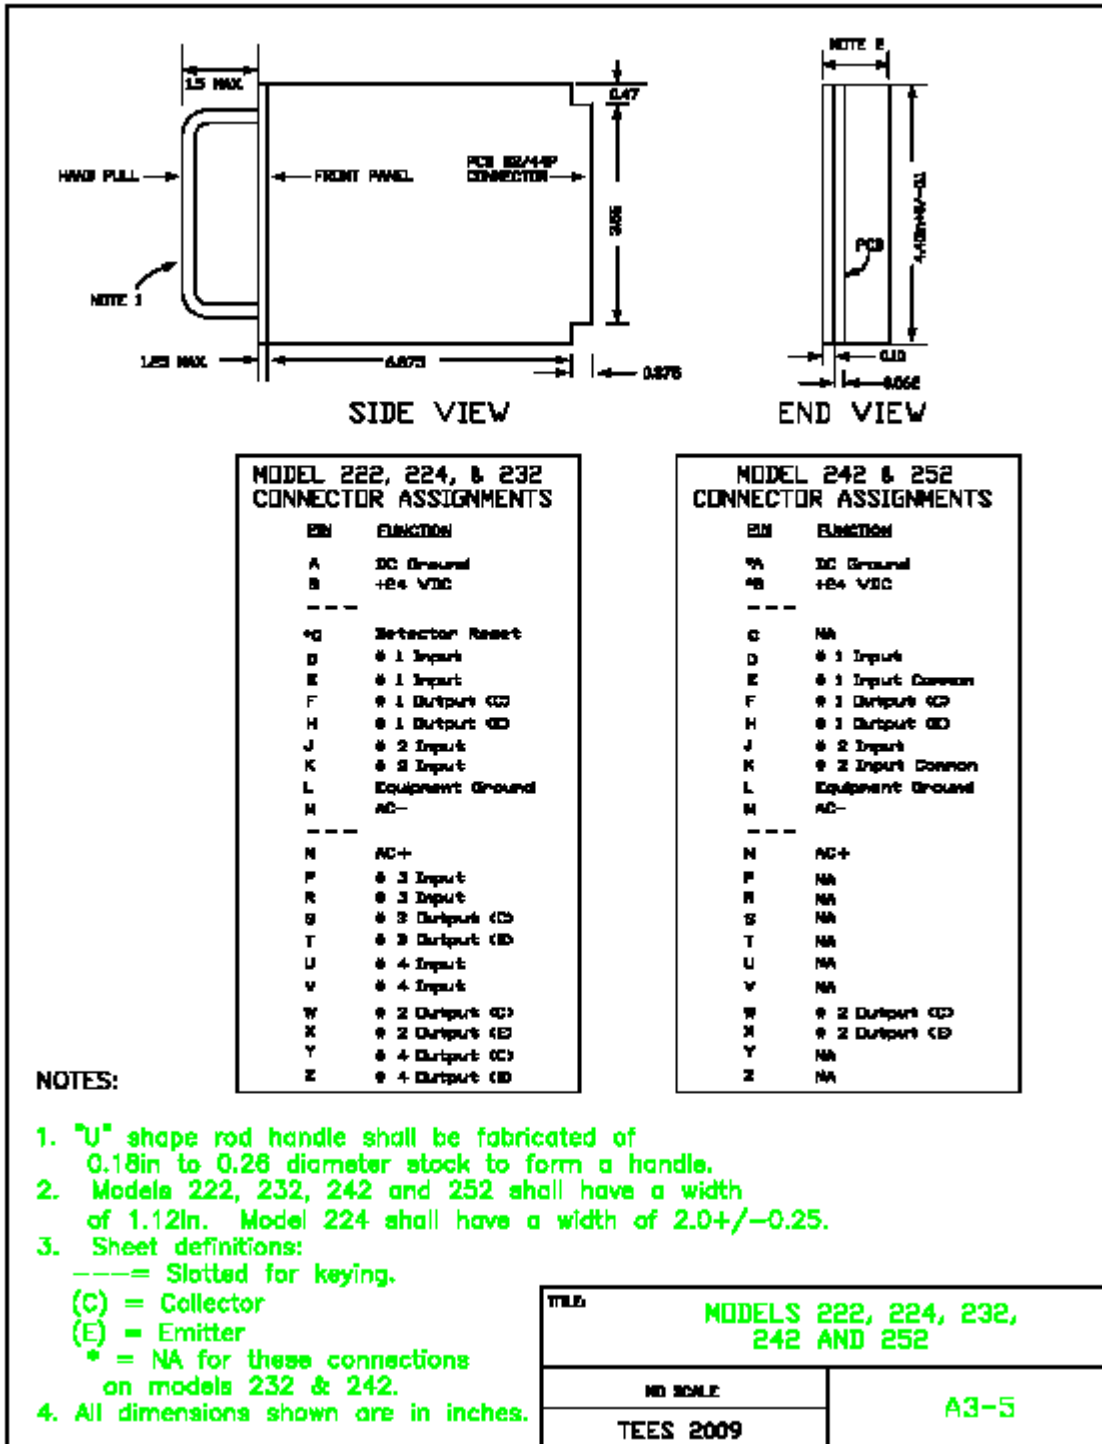 NOTE 2
1.5 MAX.
0.47
HAND PULL
FRONT PANEL
PCB 22/44P
CONNECTOR
PCB
NOTE 1
1.25 MAX.
6.875
0.375
0.10
0.062
SIDE VIEW
END VIEW
MODEL 222, 224, & 232
CONNECTOR ASSIGNMENTS
PIN FUNCTION
A DC Ground
B +24 VDC
---
*C Detector Reset
D # 1 Input
E # 1 Input
F # 1 Output (C)
H # 1 Output (E)
J # 2 Input
K # 2 Input
L Equipment Ground
M AC-
---
N AC+
P # 3 Input
R # 3 Input
S # 3 Output (C)
T # 3 Output (E)
U # 4 Input
V # 4 Input
W # 2 Output (C)
X # 2 Output (E)
Y # 4 Output (C)
Z # 4 Output (E)
MODEL 242 & 252
CONNECTOR ASSIGNMENTS
PIN FUNCTION
*A DC Ground
*B +24 VDC
---
C NA
D # 1 Input
E # 1 Input Common
F # 1 Output (C)
H # 1 Output (E)
J # 2 Input
K # 2 Input Common
L Equipment Ground
M AC-
---
N AC+
P NA
R NA
S NA
T NA
U NA
V NA
W # 2 Output (C)
X # 2 Output (E)
Y NA
Z NA
NOTES:
1. "U" shape rod handle shall be fabricated of
0.18in to 0.26 diameter stock to form a handle.
2. Models 222, 232, 242 and 252 shall have a width
of 1.12in. Model 224 shall have a width of 2.0+/-0.25.
3. Sheet definitions:
---= Slotted for keying.
(C) = Collector
(E) = Emitter
* = NA for these connections
on models 232 & 242.
4. All dimensions shown are in inches.
TITLE:
MODELS 222, 224, 232,
242 AND 252
NO SCALE
TEES 2009
A3-5